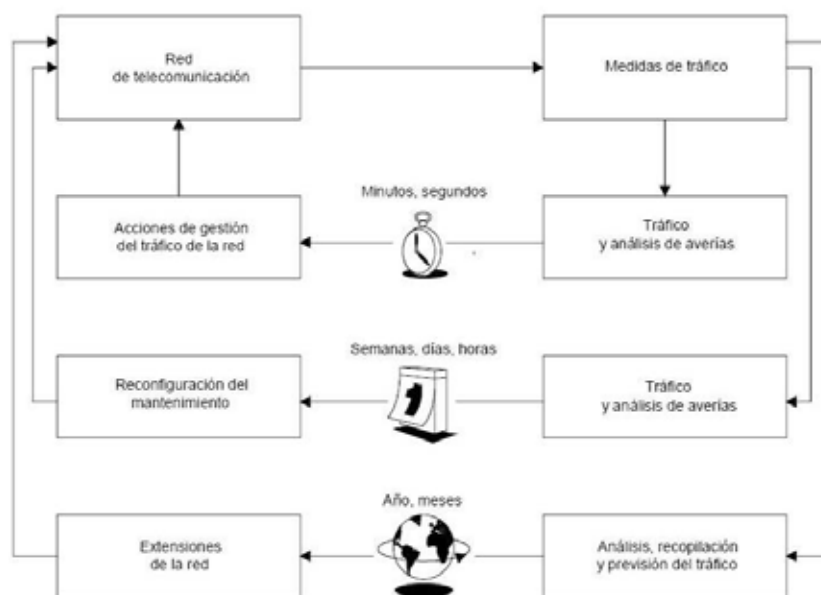 Red
de telecomunicación
Medidas de tráfico
Minutos, segundos
Acciones de gestión
del tráfico de la red
Tráfico
y análisis de averías
Semanas, días, horas
Reconfiguración del
mantenimiento
Tráfico
y análisis de averías
Año, meses
Extensiones
de la red
Análisis, recopilación
y previsión del tráfico